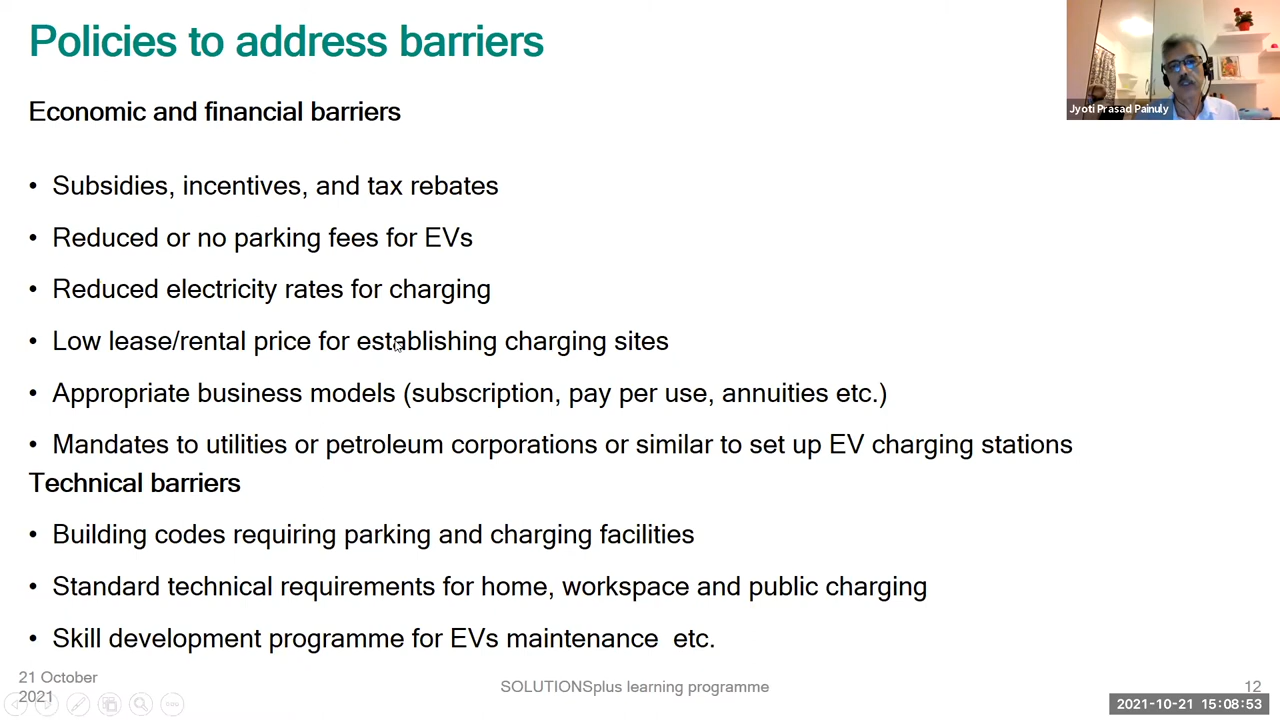 Policies to address barriers
Jyoti Prasad Painuly
Economic and financial barriers
• Subsidies, incentives, and tax rebates
• Reduced or no parking fees for EVs
• Reduced electricity rates for charging
• Low lease/rental price for establishing charging sites
• Appropriate business models (subscription, pay per use, annuities etc.)
• Mandates to utilities or petroleum corporations or similar to set up EV charging stations
Technical barriers
• Building codes requiring parking and charging facilities
• Standard technical requirements for home, workspace and public charging
• Skill development programme for EVs maintenance  etc.
21 October
2021
SOLUTIONSplus learning programme
12
2021-10-21 15:08:53